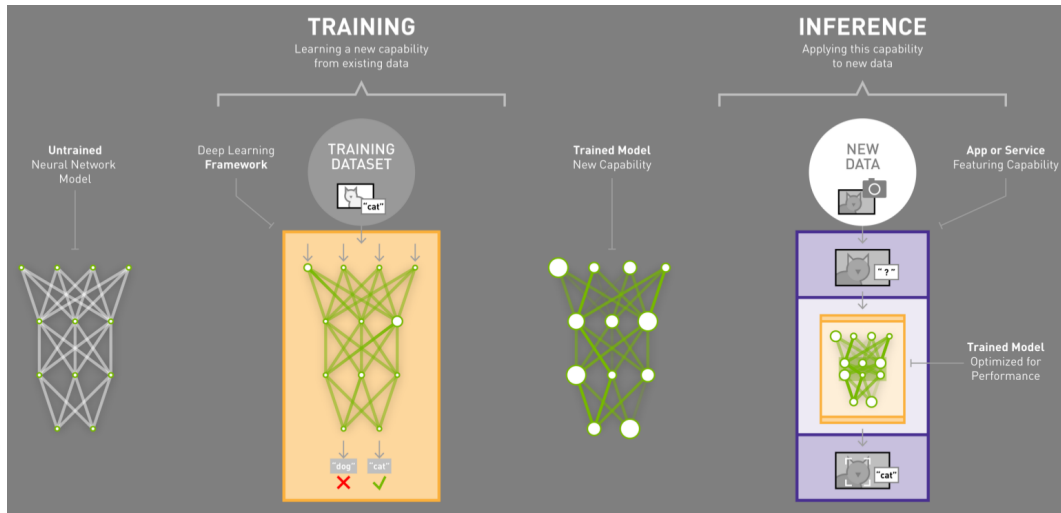 TRAINING
Learning a new capability
from existing data
INFERENCE
Applying this capability
to new data
Untrained
Neural Network
Model
Deep Learning
Framework
TRAINING
DATASET
"cat"
"dog"
"cat"
Trained Model
New Capability
NEW
DATA
App or Service
Featuring Capability
"?"
Trained Model
Optimized for
Performance
"cat"